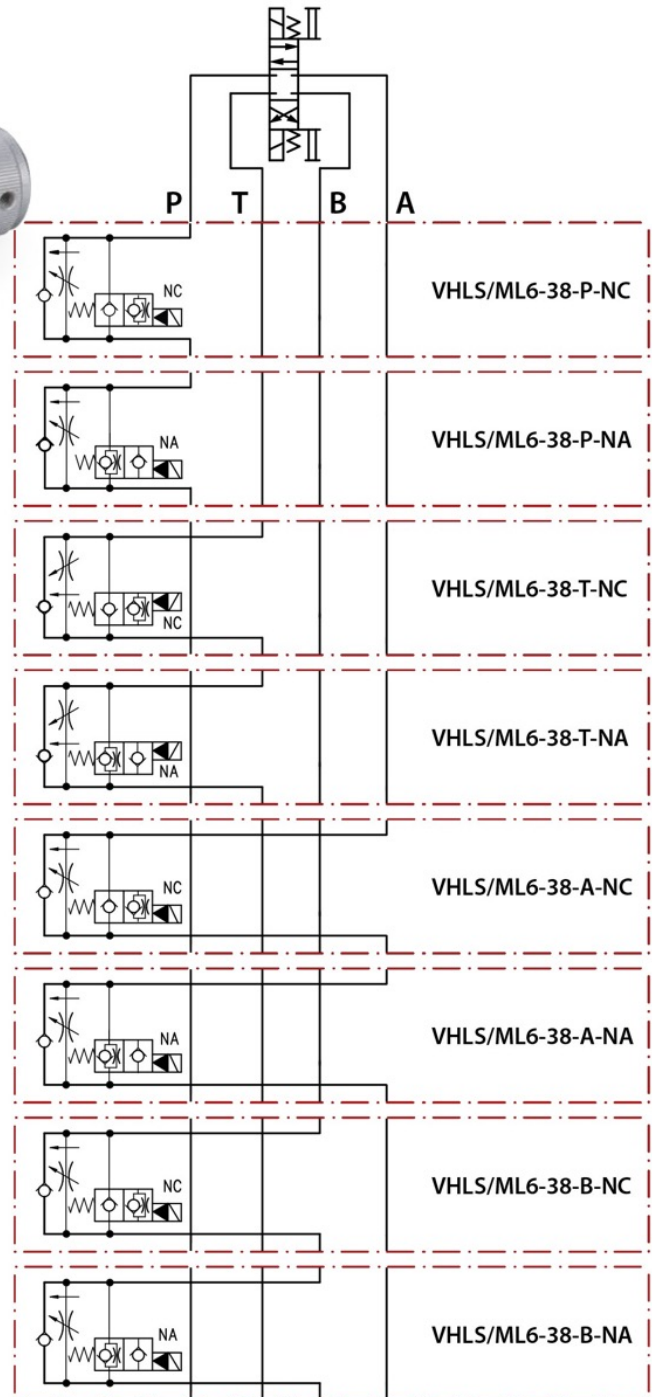 P T B A
NC
VHLS/ML6-38-P-NC
NA
VHLS/ML6-38-P-NA
VHLS/ML6-38-T-NC
NC
VHLS/ML6-38-T-NA
NA
NC
VHLS/ML6-38-A-NC
NA
VHLS/ML6-38-A-NA
NC
VHLS/ML6-38-B-NC
NA
VHLS/ML6-38-B-NA